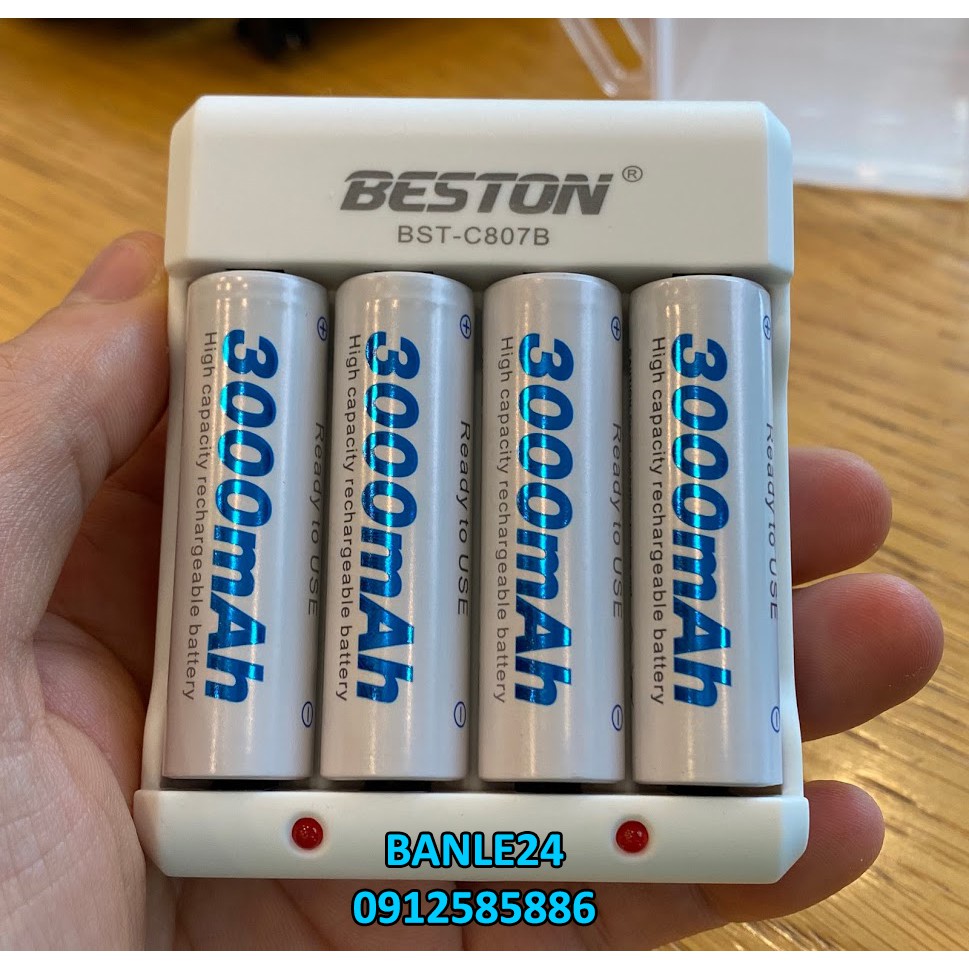 BESTON®
BST-C807B
3000mAh
High capacity rechargeable battery
Ready to USE
3000mAh
High capacity rechargeable battery
Ready to USE
3000mAh
High capacity rechargeable battery
Ready to USE
3000mAh
High capacity rechargeable battery
Ready to USE
BANLE24
0912585886